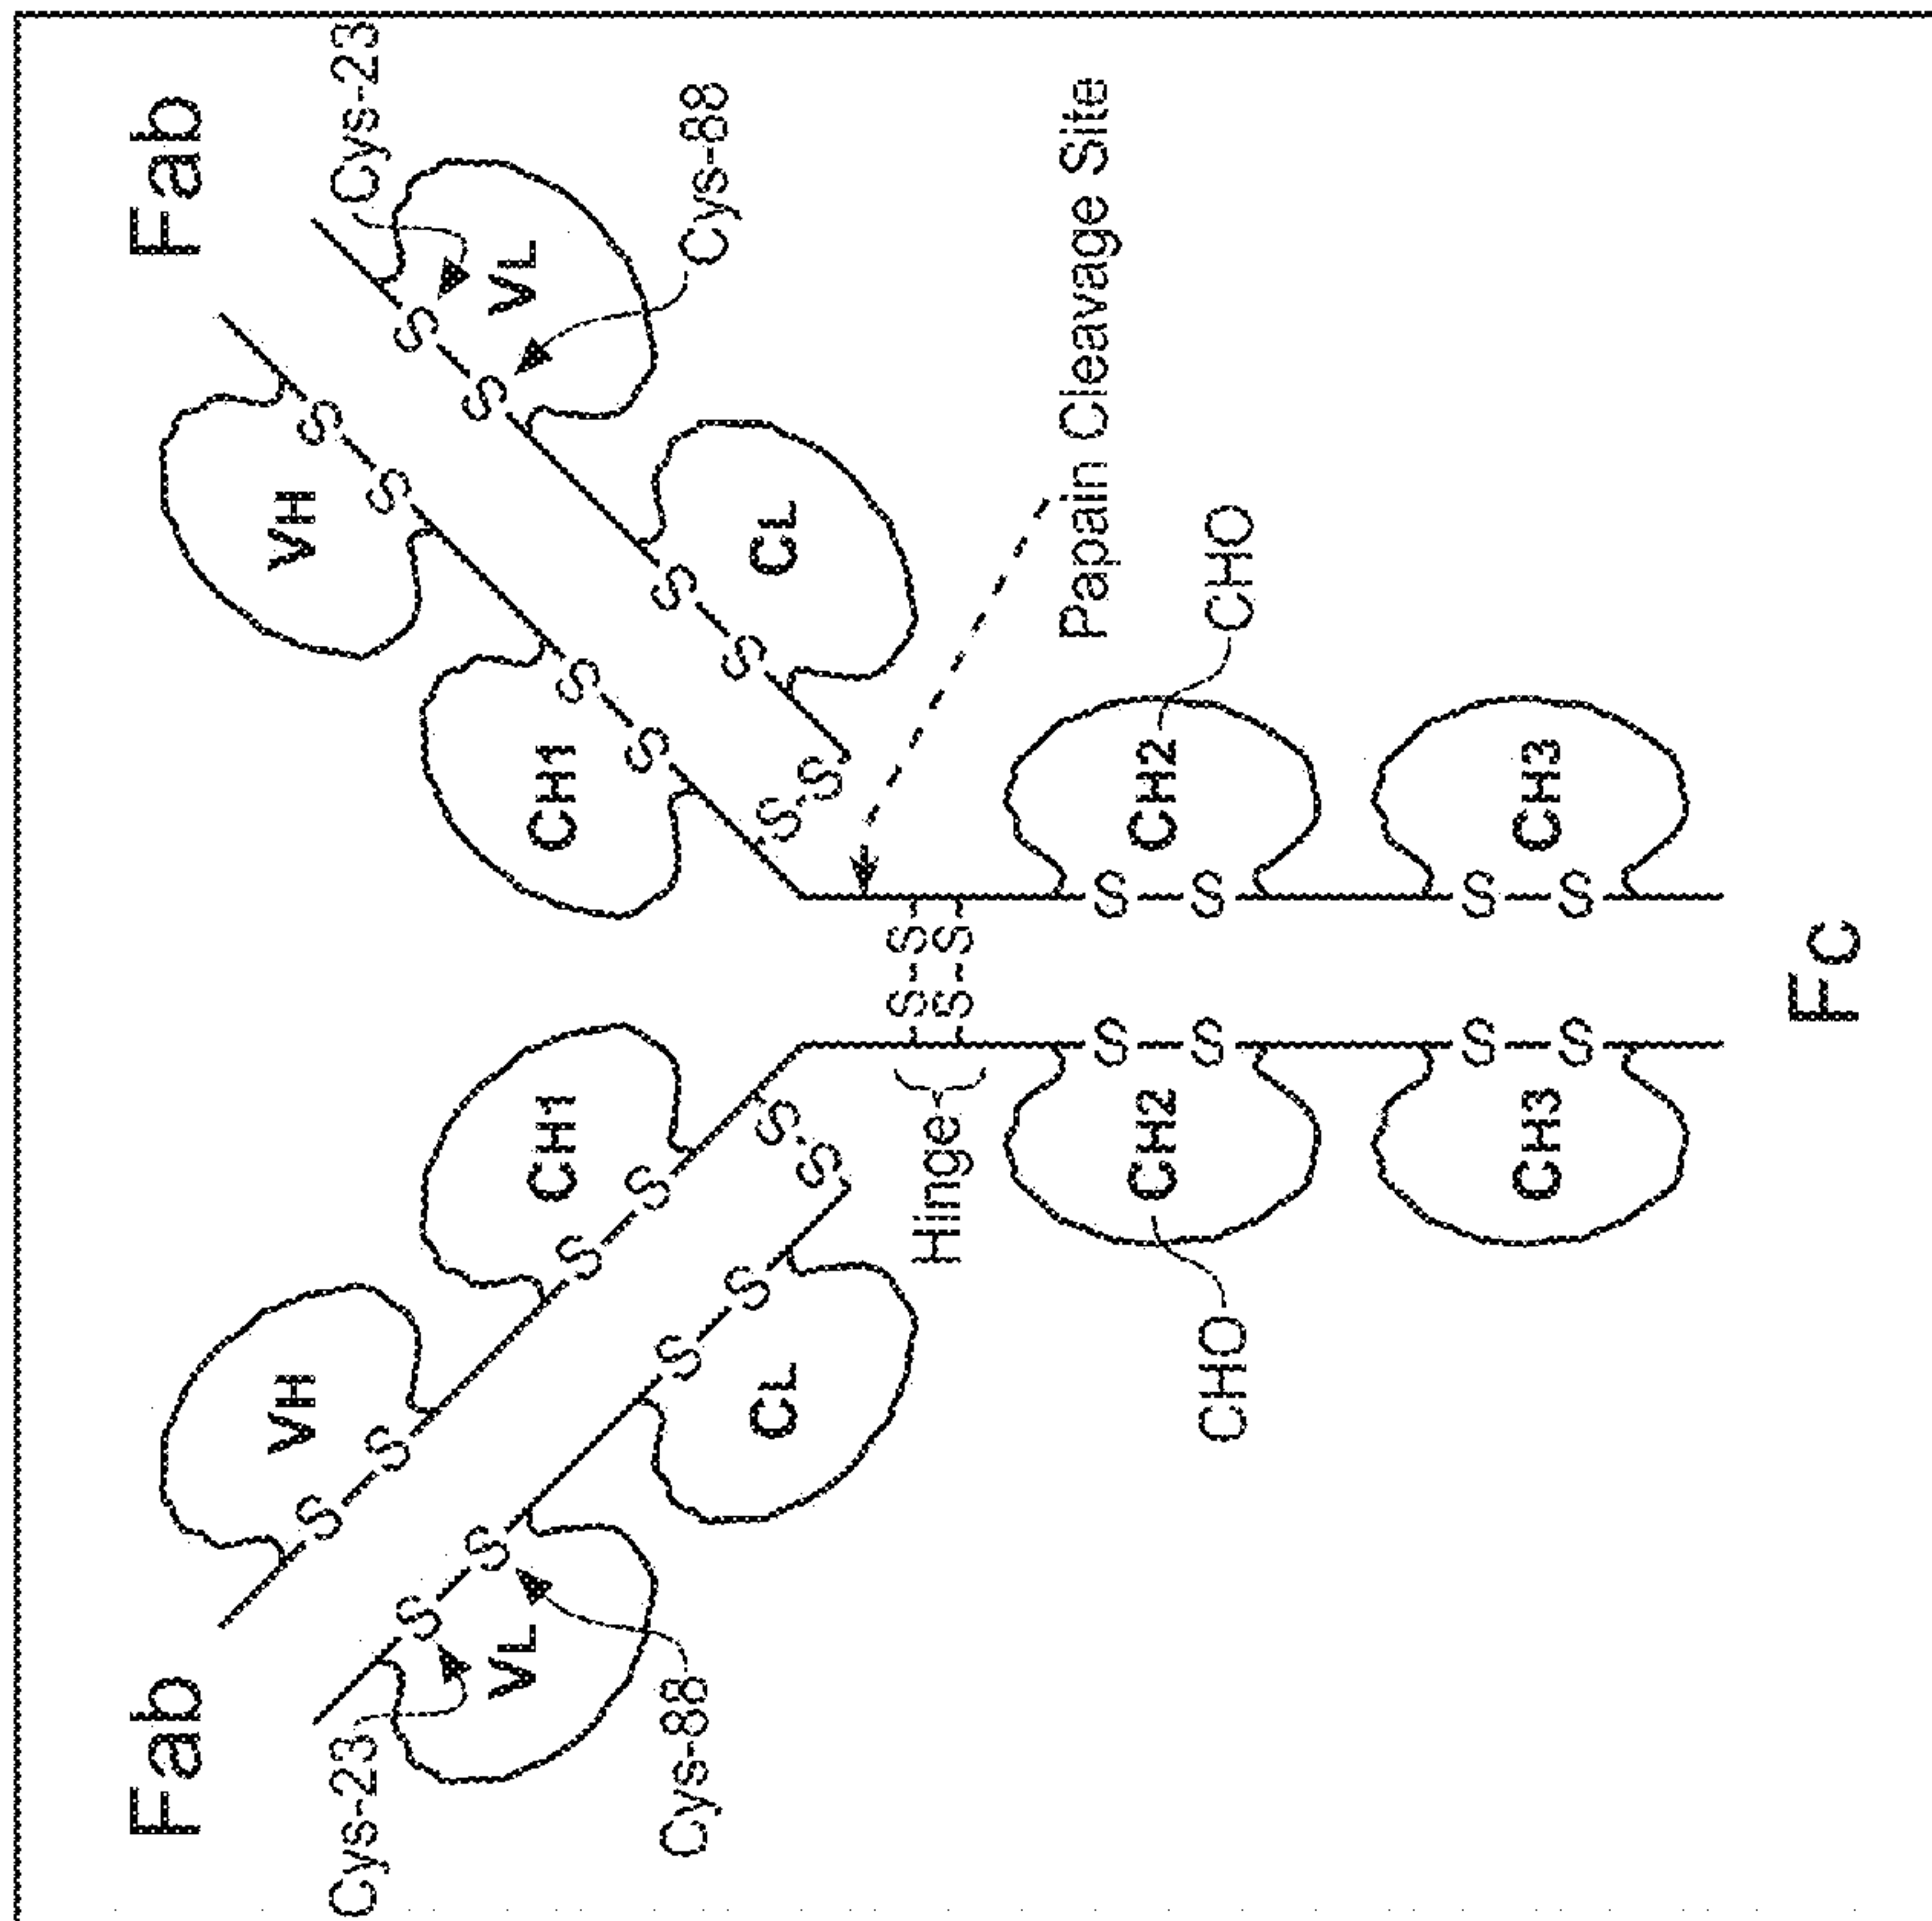 Fab Fab
VH VH
S S
Cys-23 Cys-23
S S
S S
S S
VL VL
CH1 CH1
S S
S S
S S
Cys-88 Cys-88
S S
CL CL
S S
S S
S-S
Hinge
S-S
Papain Cleavage Site
S S
CH2 CH2
S S
CHO CHO
S S
CH3 CH3
S S
Fc